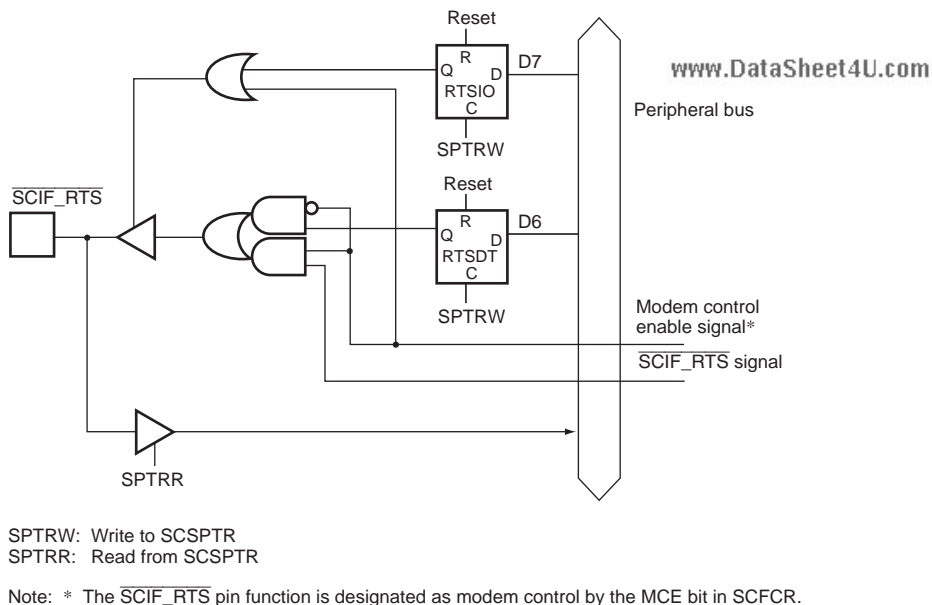 Reset
R
D7
Q
D
RTSIO
C
www.DataSheet4U.com
Peripheral bus
SPTRW
Reset
SCIF_RTS
R
D6
Q
D
RTSDT
C
SPTRW
Modem control
enable signal*
SCIF_RTS signal
SPTRR
SPTRW: Write to SCSPTR
SPTRR: Read from SCSPTR
Note: * The SCIF_RTS pin function is designated as modem control by the MCE bit in SCFCR.